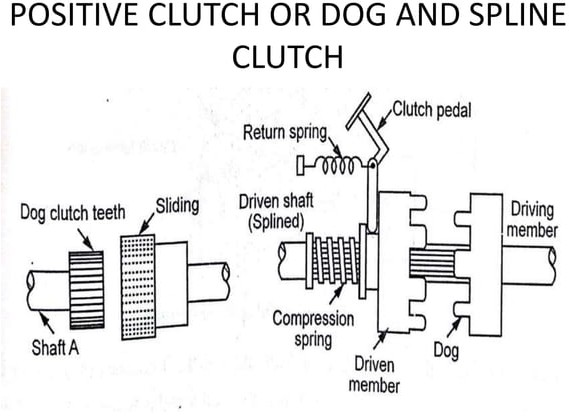 POSITIVE CLUTCH OR DOG AND SPLINE
CLUTCH
Clutch pedal
Return spring
Dog clutch teeth
Sliding
Driven shaft
(Splined)
Driving
member
Shaft A
Compression
spring
Driven
member
Dog